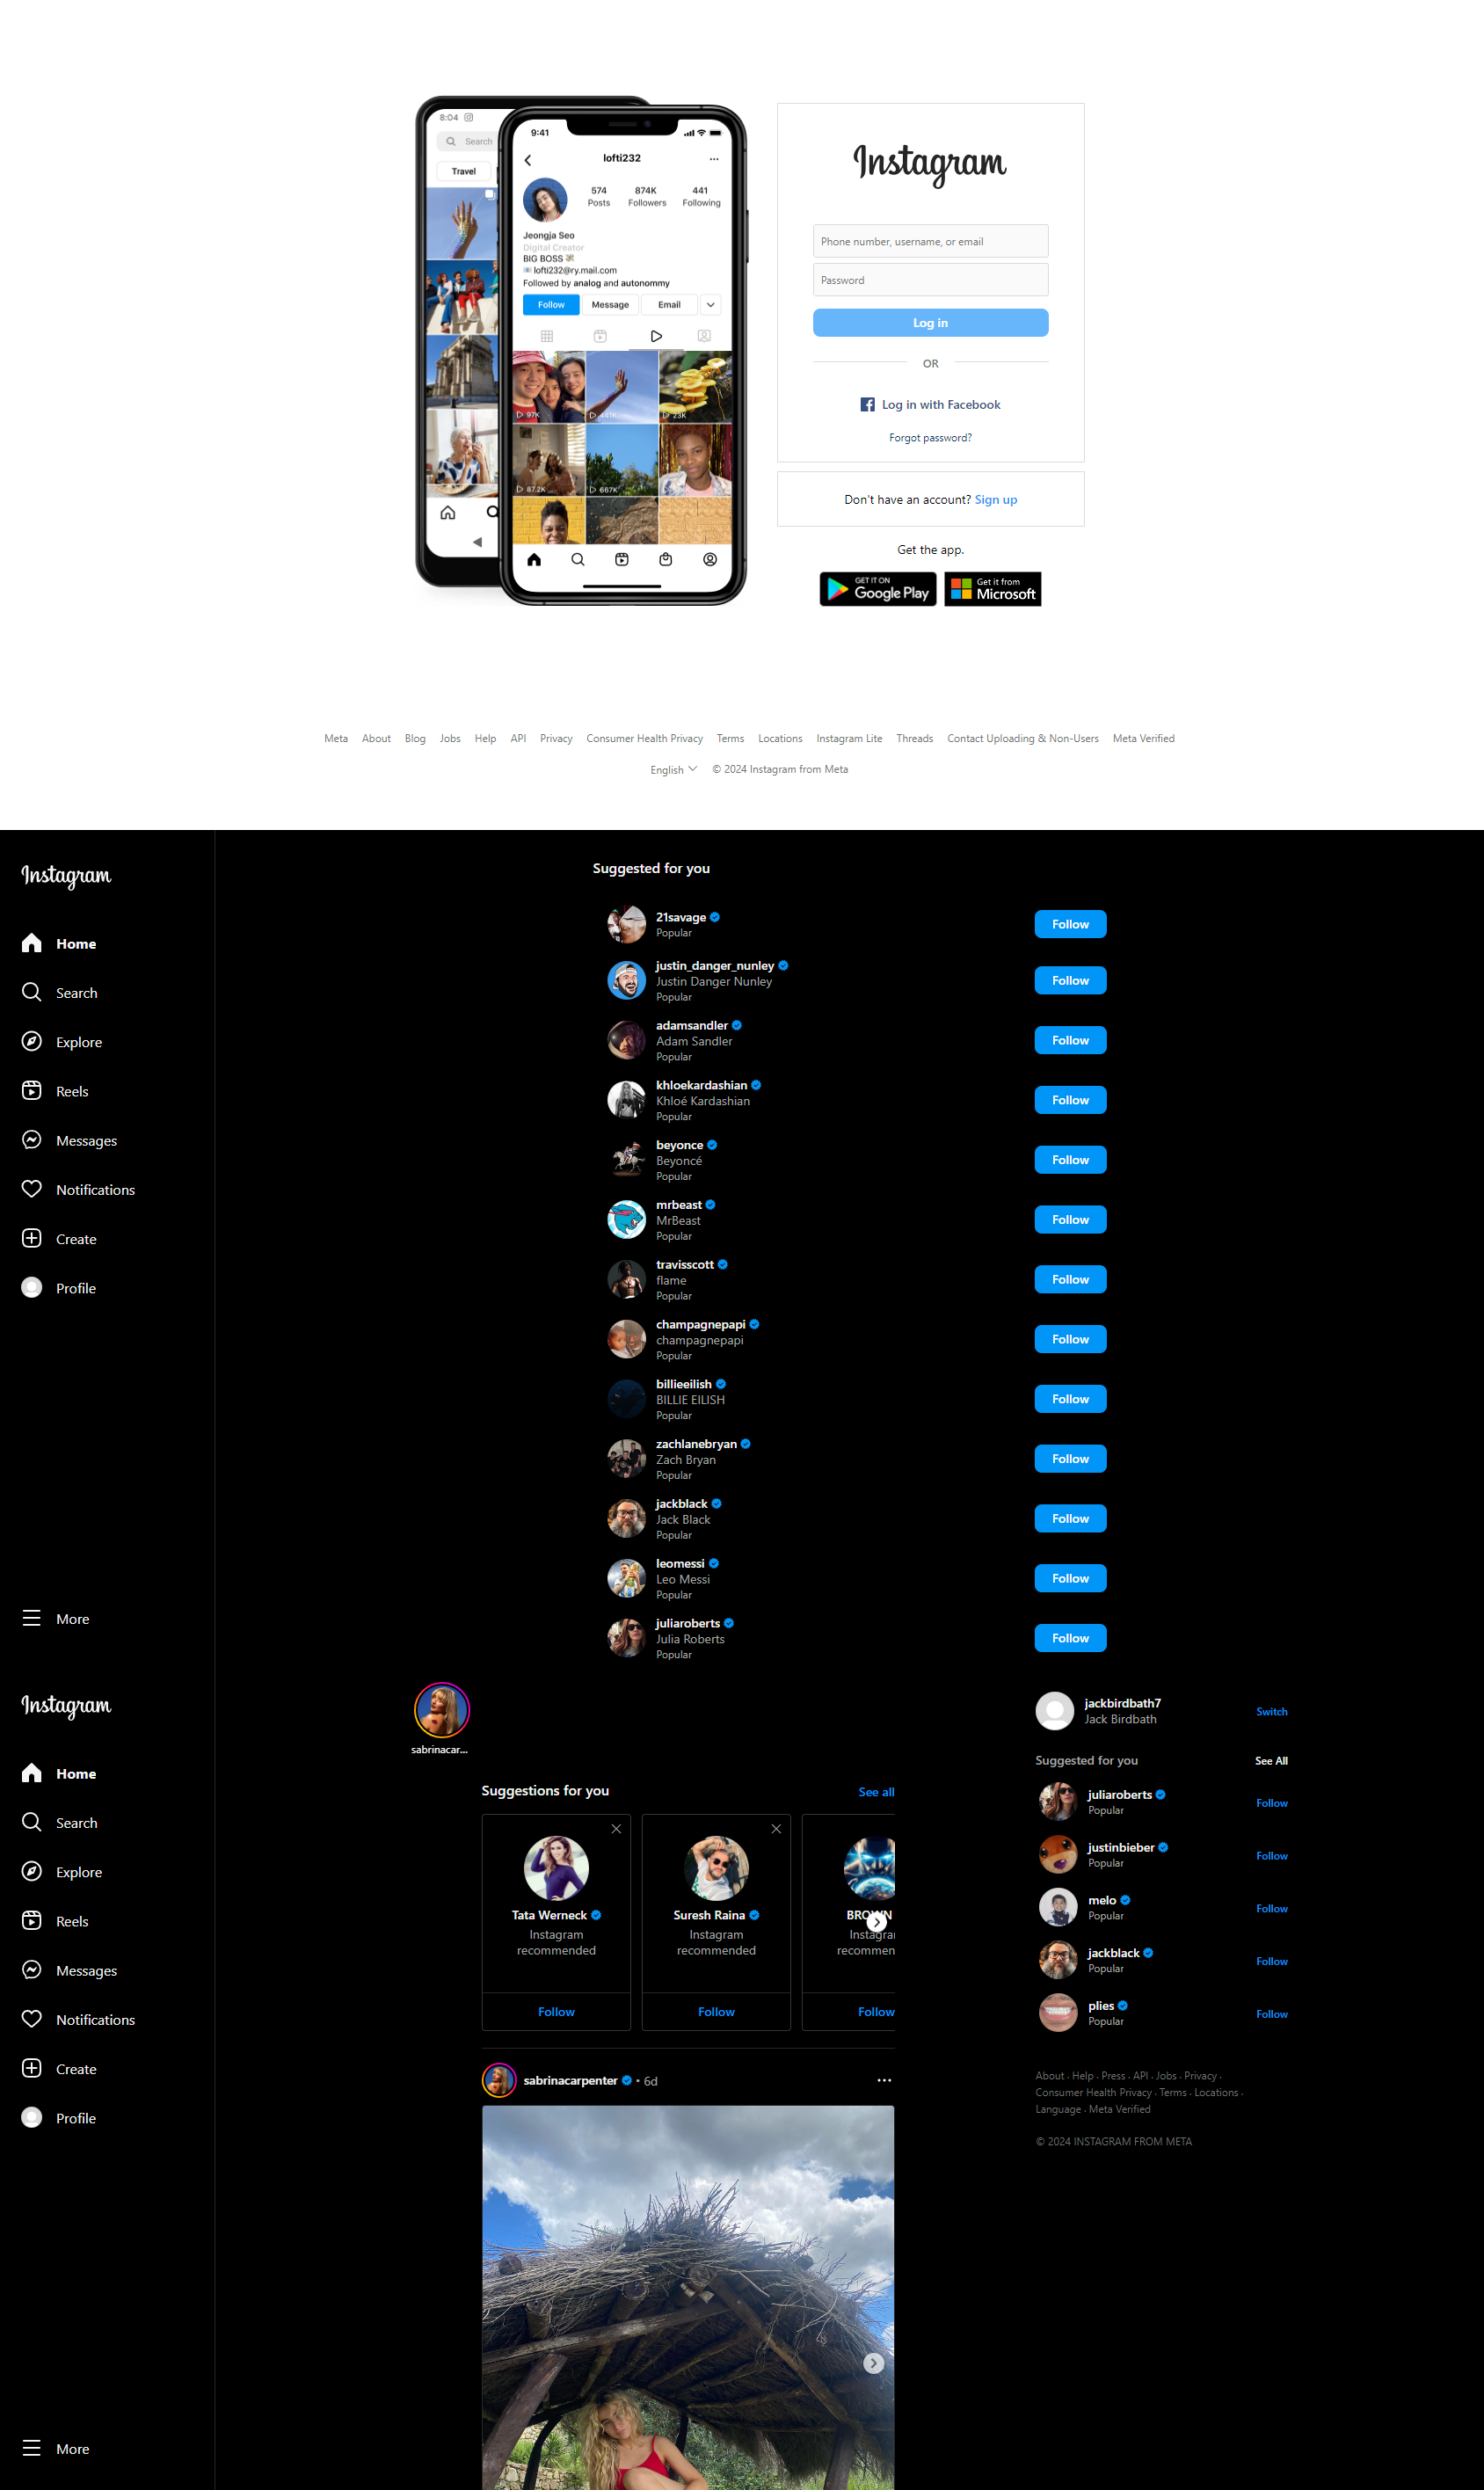 8:04
Search
Travel
9:41
lofti232
574
Posts
874K
Followers
441
Following
Jeongja Seo
Digital Creator
BIG BOSS
lofti232@ry.mail.com
Followed by analog and autonommy
Follow
Message
Email
97K
441K
23K
87.2K
667K
Instagram
Phone number, username, or email
Password
Log in
OR
Log in with Facebook
Forgot password?
Don't have an account? Sign up
Get the app.
GET IT ON
Google Play
Get it from
Microsoft
Meta About Blog Jobs Help API Privacy Consumer Health Privacy Terms Locations Instagram Lite Threads Contact Uploading & Non-Users Meta Verified
English © 2024 Instagram from Meta
Instagram
Home
Search
Explore
Reels
Messages
Notifications
Create
Profile
More
Suggested for you
21savage
Popular
Follow
justin_danger_nunley
Justin Danger Nunley
Popular
Follow
adamsandler
Adam Sandler
Popular
Follow
khloekardashian
Khloé Kardashian
Popular
Follow
beyonce
Beyoncé
Popular
Follow
mrbeast
MrBeast
Popular
Follow
travisscott
flame
Popular
Follow
champagnepapi
champagnepapi
Popular
Follow
billieeilish
BILLIE EILISH
Popular
Follow
zachlanebryan
Zach Bryan
Popular
Follow
jackblack
Jack Black
Popular
Follow
leomessi
Leo Messi
Popular
Follow
juliaroberts
Julia Roberts
Popular
Follow
Instagram
Home
Search
Explore
Reels
Messages
Notifications
Create
Profile
More
sabrinacar...
Suggestions for you
See all
Tata Werneck
Instagram
recommended
Follow
Suresh Raina
Instagram
recommended
Follow
BROWN
Instagra
recommen
Follow
sabrinacarpenter • 6d
jackbirdbath7
Jack Birdbath
Switch
Suggested for you
See All
juliaroberts
Popular
Follow
justinbieber
Popular
Follow
melo
Popular
Follow
jackblack
Popular
Follow
plies
Popular
Follow
About · Help · Press · API · Jobs · Privacy ·
Consumer Health Privacy · Terms · Locations ·
Language · Meta Verified
© 2024 INSTAGRAM FROM META